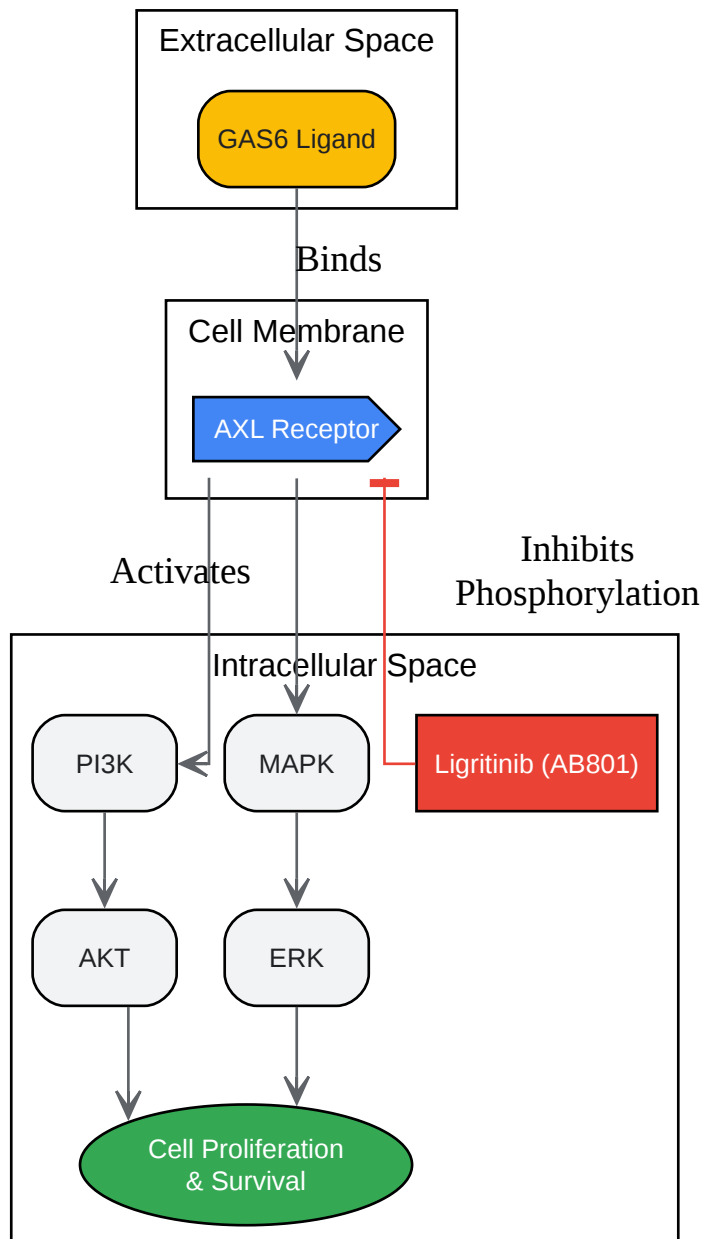 Extracellular Space
GAS6 Ligand
Binds
Cell Membrane
AXL Receptor
Activates
Inhibits
Phosphorylation
Intracellular Space
PI3K
MAPK
Ligritinib (AB801)
AKT
ERK
Cell Proliferation
& Survival